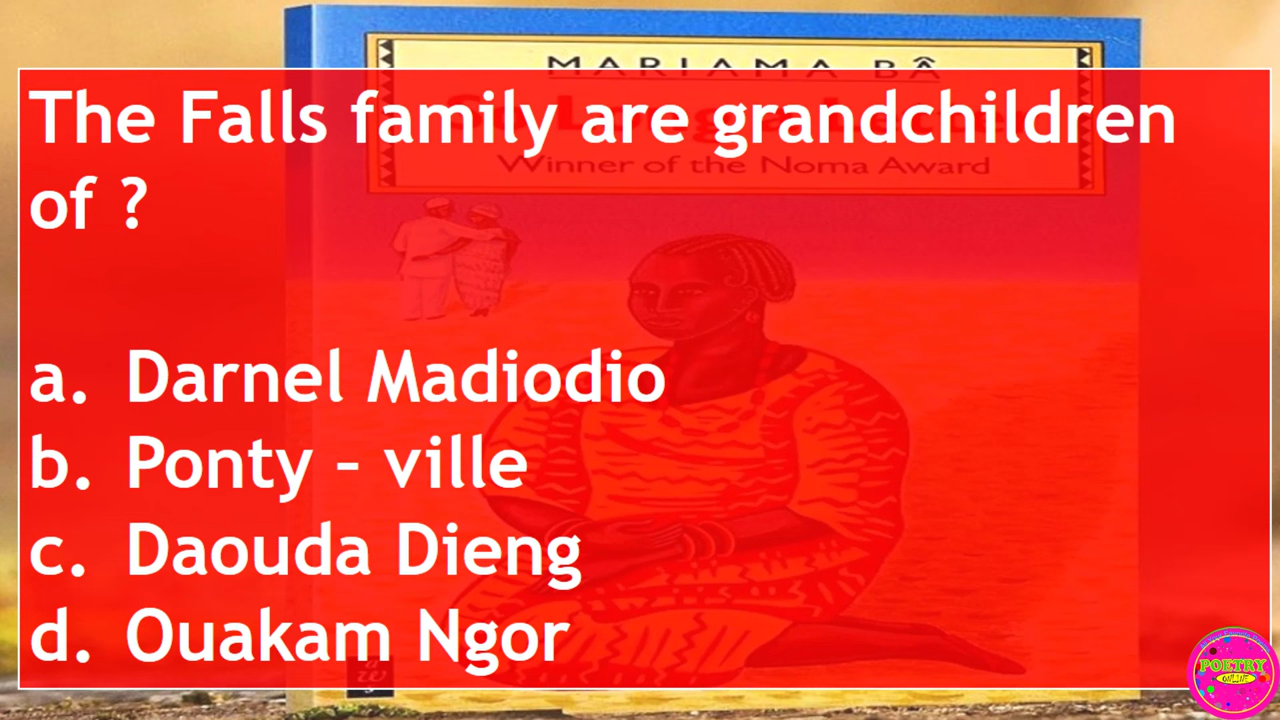 MARIAMA BÂ
The Falls family are grandchildren
of ?
Winner of the Noma Award
a. Darnel Madiodio
b. Ponty – ville
c. Daouda Dieng
d. Ouakam Ngor
POETRY
ONLINE